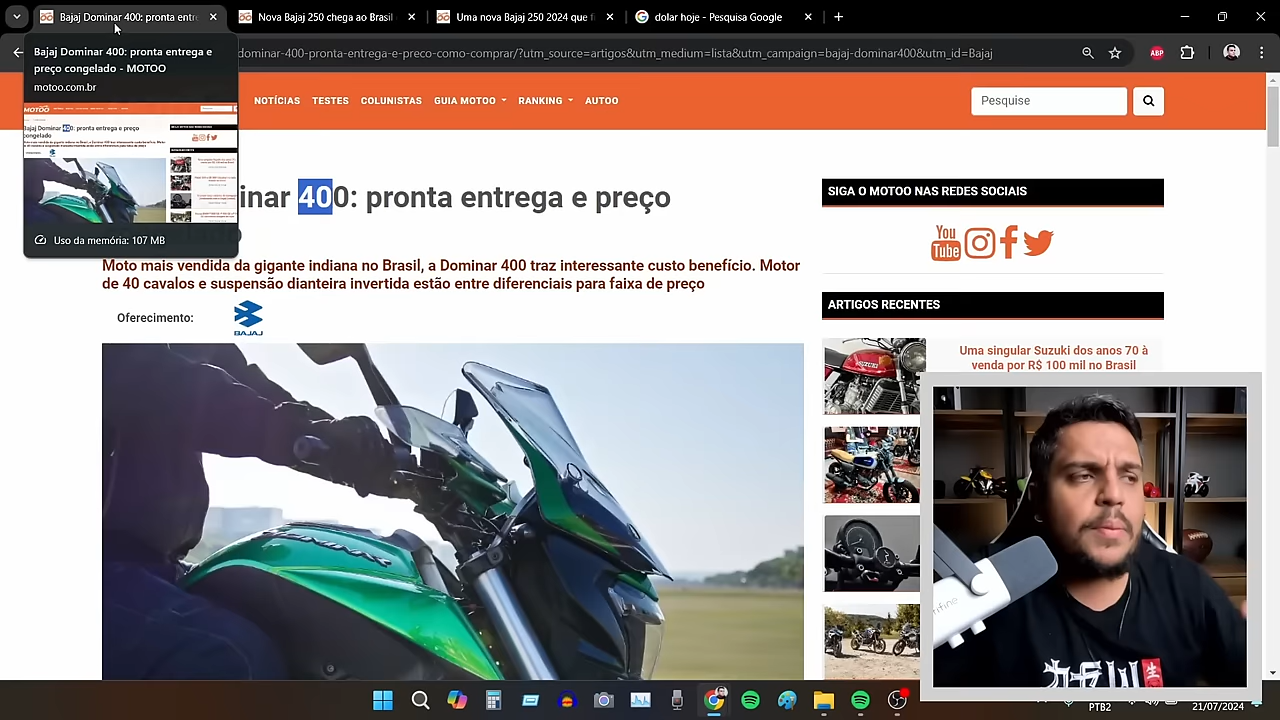 Bajaj Dominar 400: pronta entre
Nova Bajaj 250 chega ao Brasil
Uma nova Bajaj 250 2024 que f
dolar hoje - Pesquisa Google
dominar-400-pronta-entrega-e-preco-como-comprar/?utm_source=artigos&utm_medium=lista&utm_campaign=bajaj-dominar400&utm_id=Bajaj
ABP
Bajaj Dominar 400: pronta entrega e
preço congelado - MOTOO
motoo.com.br
Uso da memória: 107 MB
NOTÍCIAS TESTES COLUNISTAS GUIA MOTOO RANKING AUTOO
Pesquise
inar 400: pronta entrega e preço
Moto mais vendida da gigante indiana no Brasil, a Dominar 400 traz interessante custo benefício. Motor
de 40 cavalos e suspensão dianteira invertida estão entre diferenciais para faixa de preço
Oferecimento:
BAJAJ
SIGA O MOTOO NAS REDES SOCIAIS
You
Tube
ARTIGOS RECENTES
Uma singular Suzuki dos anos 70 à
venda por R$ 100 mil no Brasil
PTB2
21/07/2024